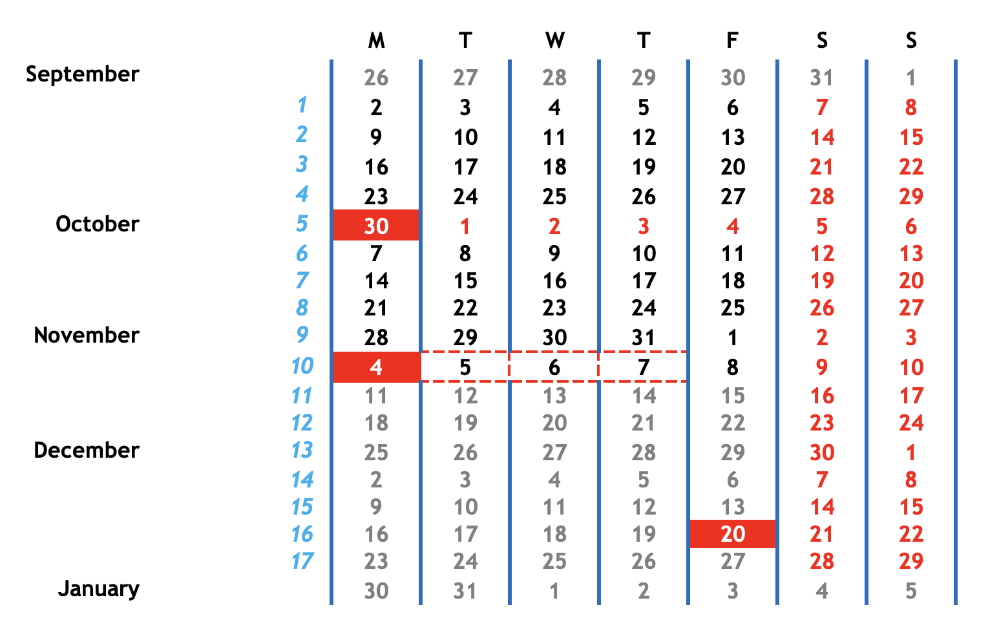 M T W T F S S
September 26 27 28 29 30 31 1
1 2 3 4 5 6 7 8
2 9 10 11 12 13 14 15
3 16 17 18 19 20 21 22
4 23 24 25 26 27 28 29
October 5 30 1 2 3 4 5 6
6 7 8 9 10 11 12 13
7 14 15 16 17 18 19 20
8 21 22 23 24 25 26 27
November 9 28 29 30 31 1 2 3
10 4 5 6 7 8 9 10
11 11 12 13 14 15 16 17
12 18 19 20 21 22 23 24
December 13 25 26 27 28 29 30 1
14 2 3 4 5 6 7 8
15 9 10 11 12 13 14 15
16 16 17 18 19 20 21 22
17 23 24 25 26 27 28 29
January 30 31 1 2 3 4 5